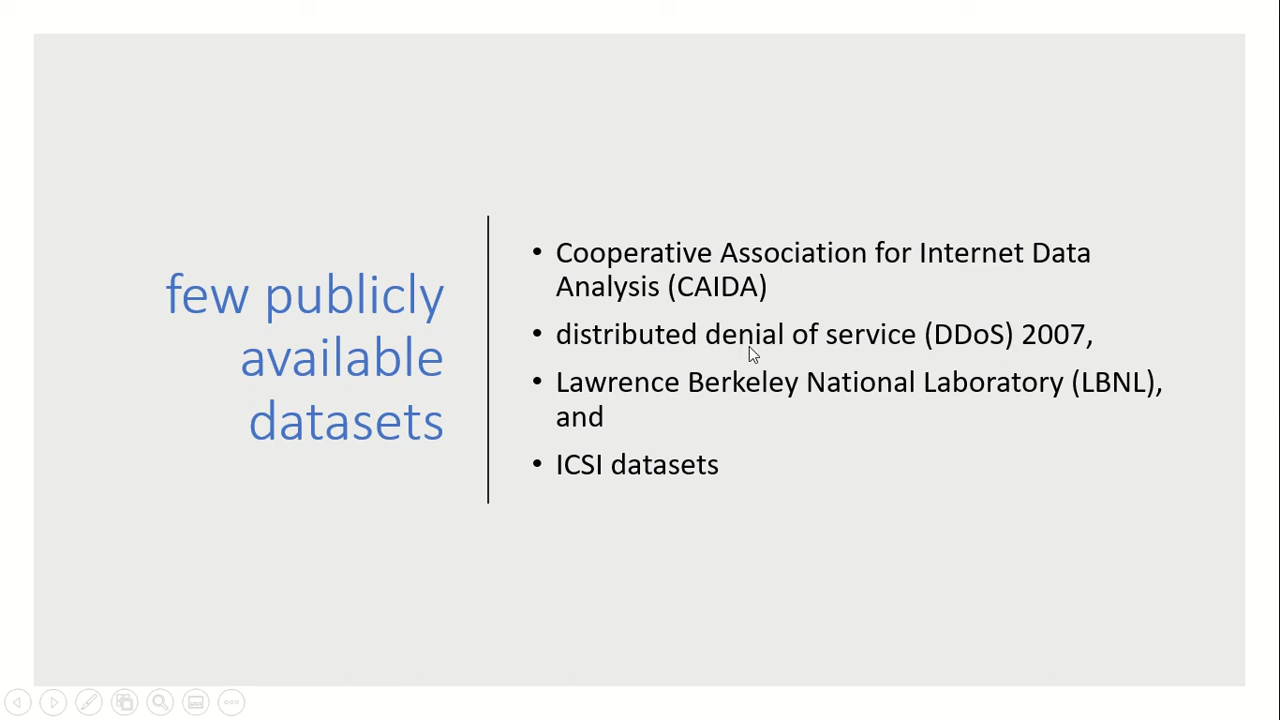 few publicly
available
datasets
• Cooperative Association for Internet Data
Analysis (CAIDA)
• distributed denial of service (DDoS) 2007,
• Lawrence Berkeley National Laboratory (LBNL),
and
• ICSI datasets